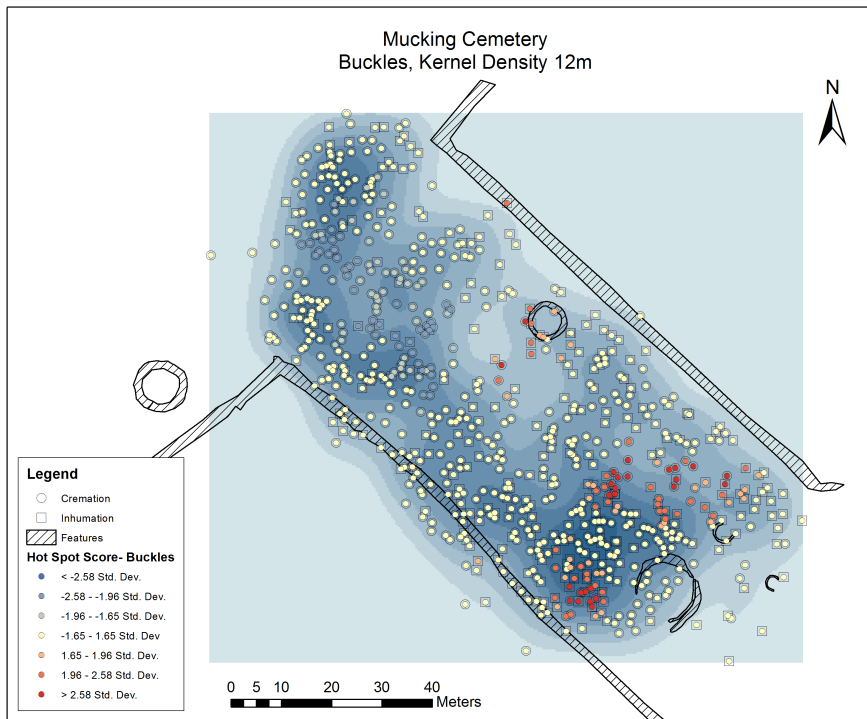 Mucking Cemetery
Buckles, Kernel Density 12m
N
Legend
Cremation
Inhumation
Features
Hot Spot Score- Buckles
< -2.58 Std. Dev.
-2.58 - -1.96 Std. Dev.
-1.96 - -1.65 Std. Dev.
-1.65 - 1.65 Std. Dev
1.65 - 1.96 Std. Dev.
1.96 - 2.58 Std. Dev.
> 2.58 Std. Dev.
0 5 10 20 30 40
Meters